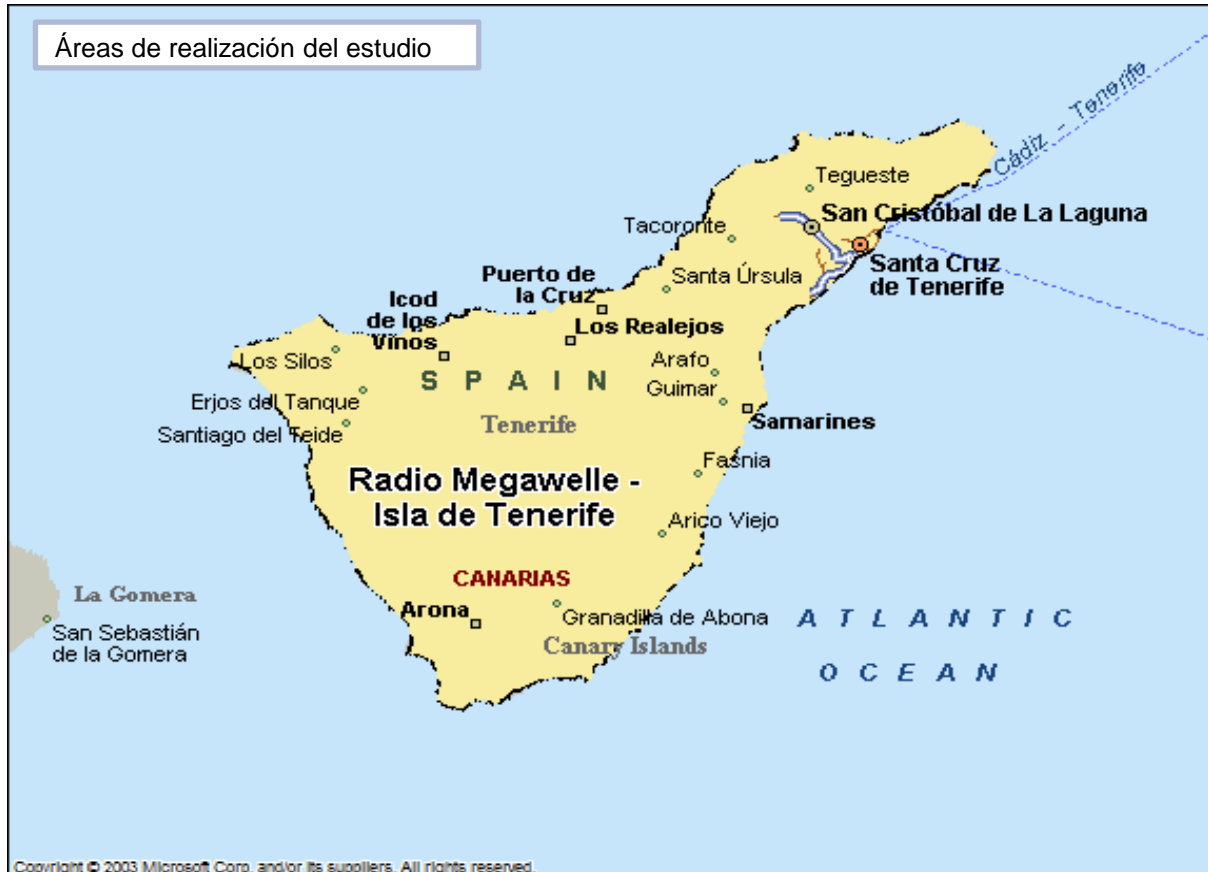 Áreas de realización del estudio
Cádiz - Tenerife
Tegueste
San Cristóbal de La Laguna
Tacoronte
Santa Cruz
de Tenerife
Puerto de
la Cruz
Santa Úrsula
Icod
de los
Vinos
Los Realejos
Los Silos
Arafo
SPAIN
Guimar
Erjos del Tanque
Samarines
Tenerife
Santiago del Teide
Fasnia
Radio Megawelle -
Isla de Tenerife
Arico Viejo
CANARIAS
La Gomera
Arona
Granadilla de Abona
ATLANTIC
San Sebastián
de la Gomera
Canary Islands
OCEAN
Copyright © 2003 Microsoft Corp. and/or its suppliers. All rights reserved.